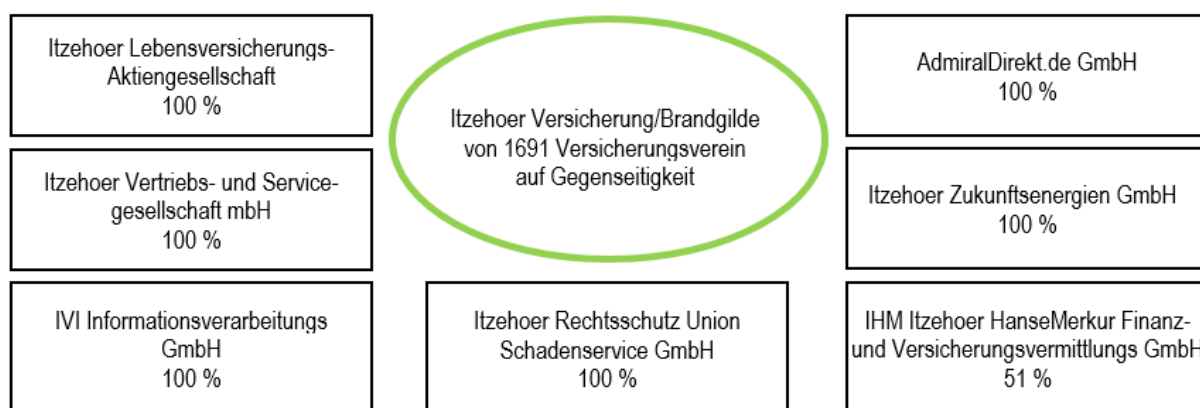 Itzehoer Lebensversicherungs-
Aktiengesellschaft
100 %
Itzehoer Versicherung/Brandgilde
von 1691 Versicherungsverein
auf Gegenseitigkeit
AdmiralDirekt.de GmbH
100 %
Itzehoer Vertriebs- und Service-
gesellschaft mbH
100 %
Itzehoer Zukunftsenergien GmbH
100 %
IVI Informationsverarbeitungs
GmbH
100 %
Itzehoer Rechtsschutz Union
Schadenservice GmbH
100 %
IHM Itzehoer HanseMerkur Finanz-
und Versicherungsvermittlungs GmbH
51 %